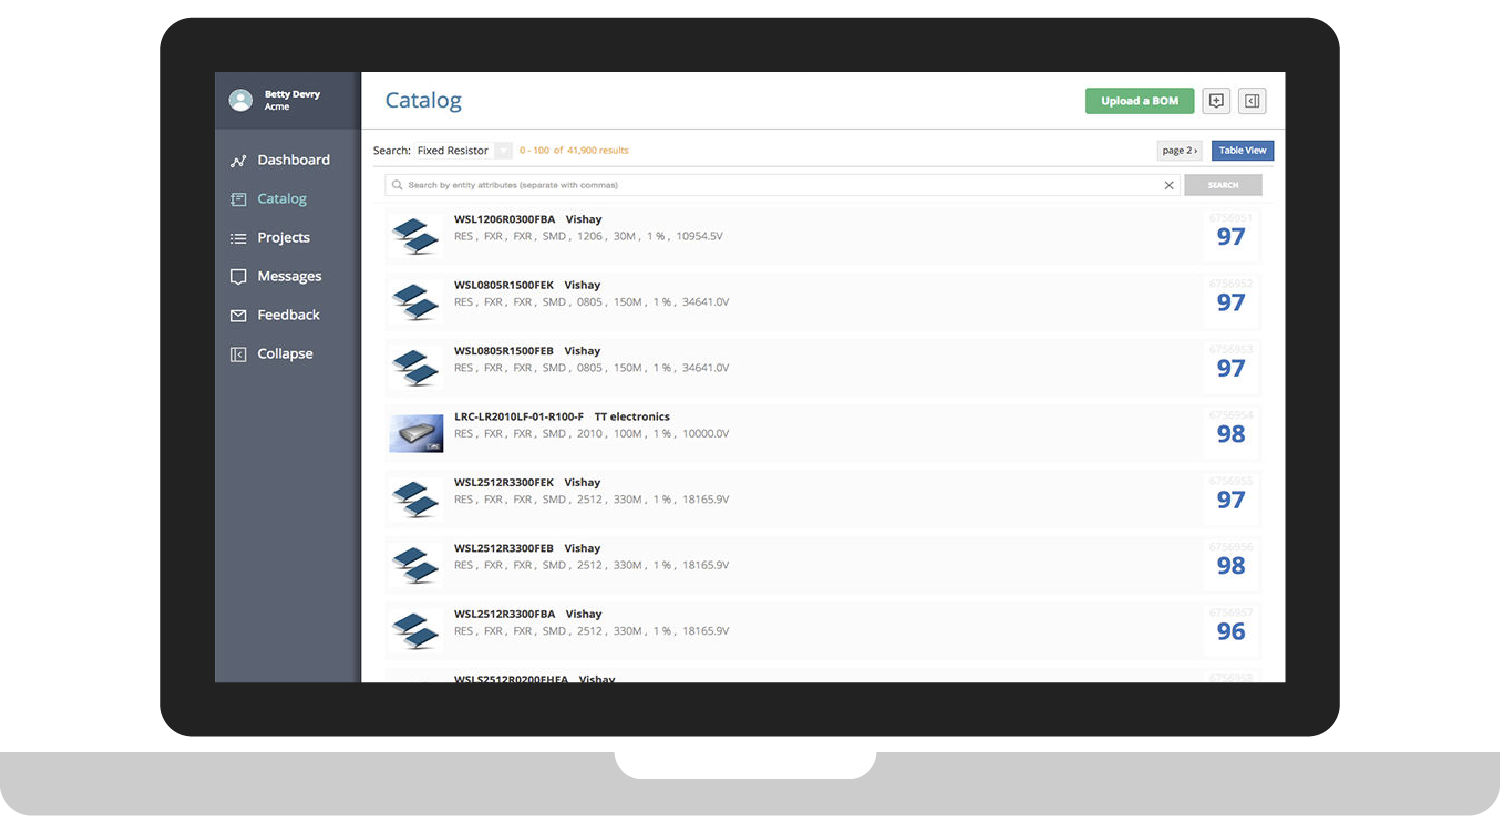 Betty Devry
Acme
Dashboard
Catalog
Projects
Messages
Feedback
Collapse
Catalog
Upload a BOM
Search: Fixed Resistor 0 - 100 of 41,900 results
page 2 ›
Table View
Search by entity attributes (separate with commas)
SEARCH
WSL1206R0300FBA Vishay
RES , FXR, FXR, SMD , 1206 , 30M , 1 % , 10954.5V
6756951
97
WSL0805R1500FEK Vishay
RES , FXR, FXR, SMD , 0805 , 150M , 1 % , 34641.0V
6756952
97
WSL0805R1500FEB Vishay
RES , FXR, FXR, SMD , 0805 , 150M , 1 % , 34641.0V
6756953
97
LRC-LR2010LF-01-R100-F TT electronics
RES , FXR, FXR, SMD , 2010 , 100M , 1 % , 10000.0V
6756954
98
WSL2512R3300FEK Vishay
RES , FXR, FXR, SMD , 2512 , 330M , 1 % , 18165.9V
6756955
97
WSL2512R3300FEB Vishay
RES , FXR, FXR, SMD , 2512 , 330M , 1 % , 18165.9V
6756956
98
WSL2512R3300FBA Vishay
RES , FXR, FXR, SMD , 2512 , 330M , 1 % , 18165.9V
6756957
96
WSLS2512R0200FHEA Vishay
6756958